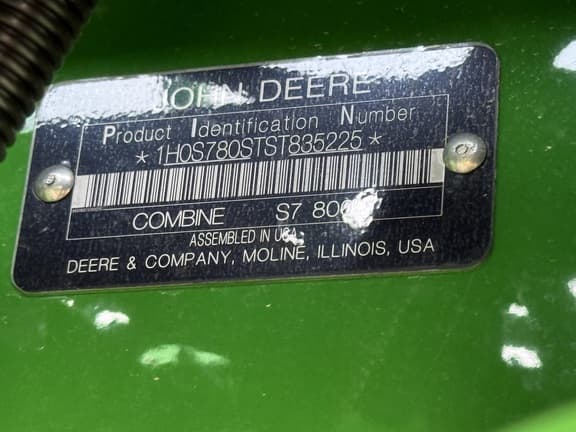 JOHN DEERE
Product Identification Number
*1H0S780STST835225*
COMBINE S7 800
ASSEMBLED IN USA
DEERE & COMPANY, MOLINE, ILLINOIS, USA